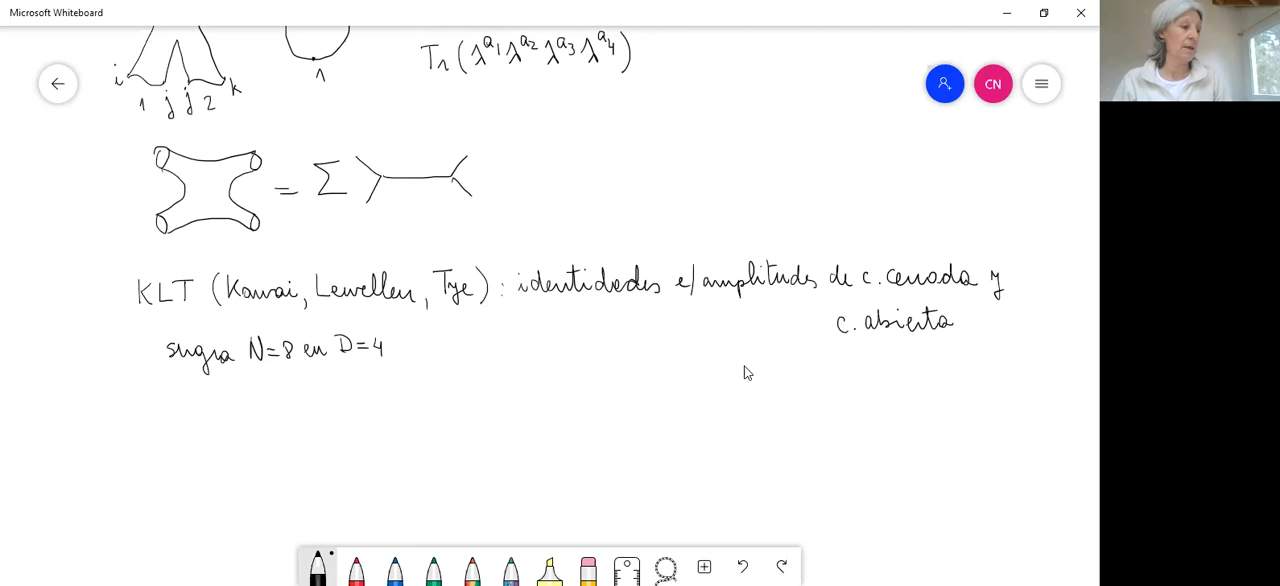 Microsoft Whiteboard
Tr(λ^a1 λ^a2 λ^a3 λ^a4)
i 1 j j 2 k
1
CN
= Σ
KLT (Kawai, Lewellen, Tye): identidades e/amplitudes de c. cerrada y
c. abierta
sugra N=8 en D=4